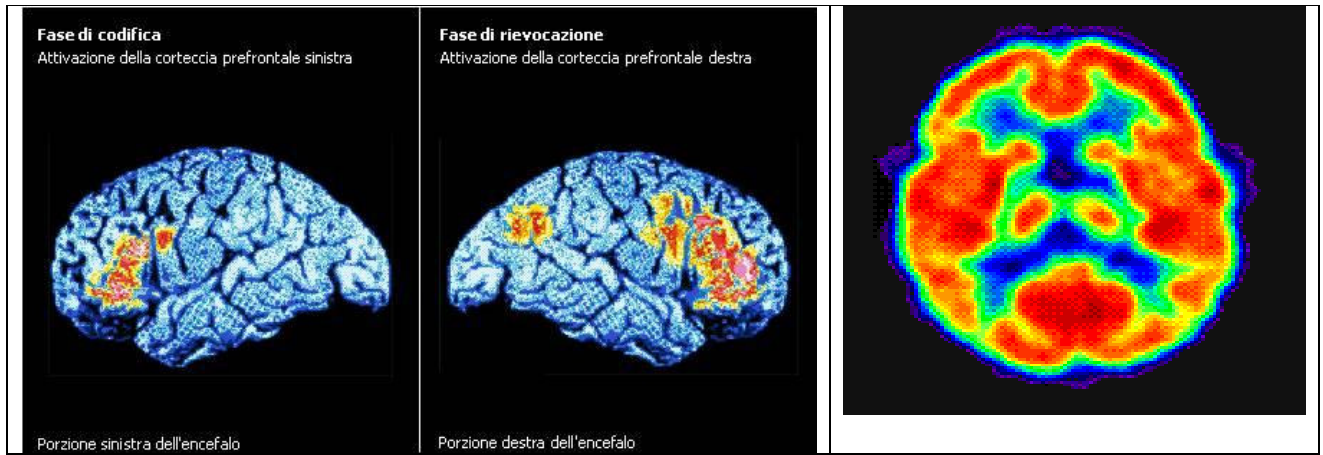 Fase di codifica
Attivazione della corteccia prefrontale sinistra
Porzione sinistra dell'encefalo
Fase di rievocazione
Attivazione della corteccia prefrontale destra
Porzione destra dell'encefalo